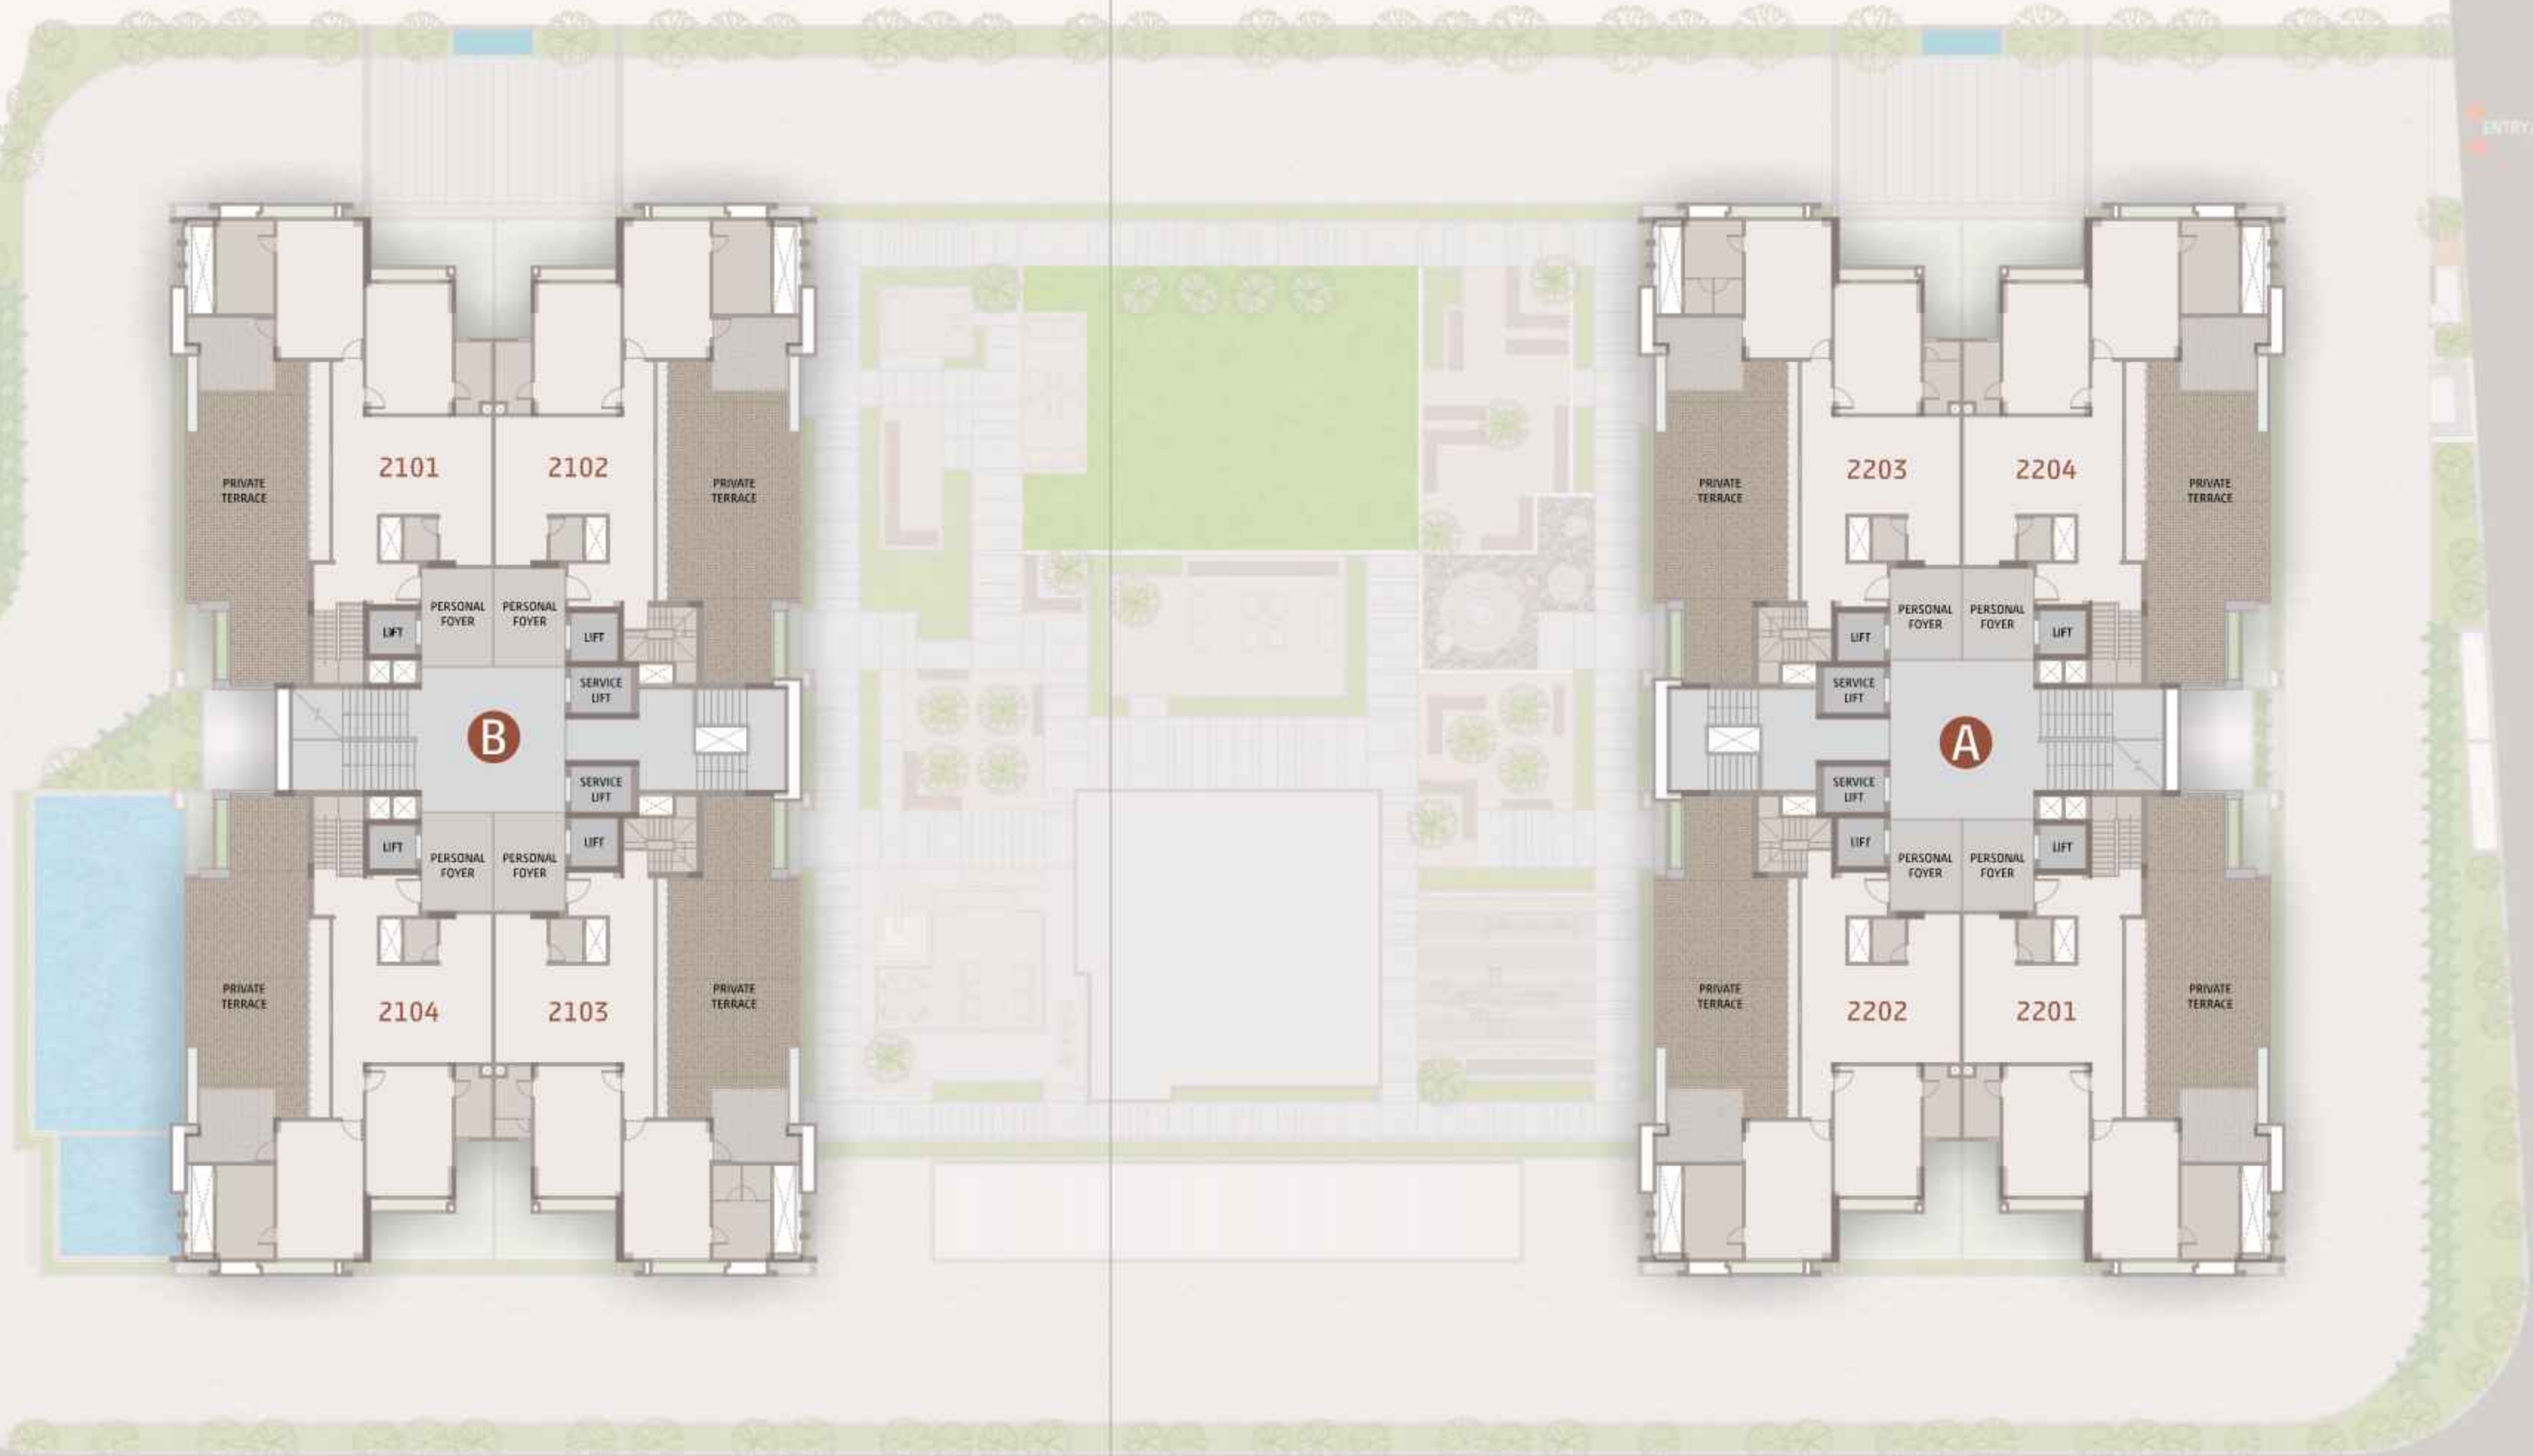 ENTRY/
2101
2102
2203
2204
PRIVATE
TERRACE
PRIVATE
TERRACE
PRIVATE
TERRACE
PRIVATE
TERRACE
PERSONAL
FOYER
PERSONAL
FOYER
PERSONAL
FOYER
PERSONAL
FOYER
LIFT
LIFT
LIFT
LIFT
SERVICE
LIFT
SERVICE
LIFT
B
A
SERVICE
LIFT
SERVICE
LIFT
LIFT
LIFT
LIFT
LIFT
PERSONAL
FOYER
PERSONAL
FOYER
PERSONAL
FOYER
PERSONAL
FOYER
PRIVATE
TERRACE
PRIVATE
TERRACE
PRIVATE
TERRACE
PRIVATE
TERRACE
2104
2103
2202
2201